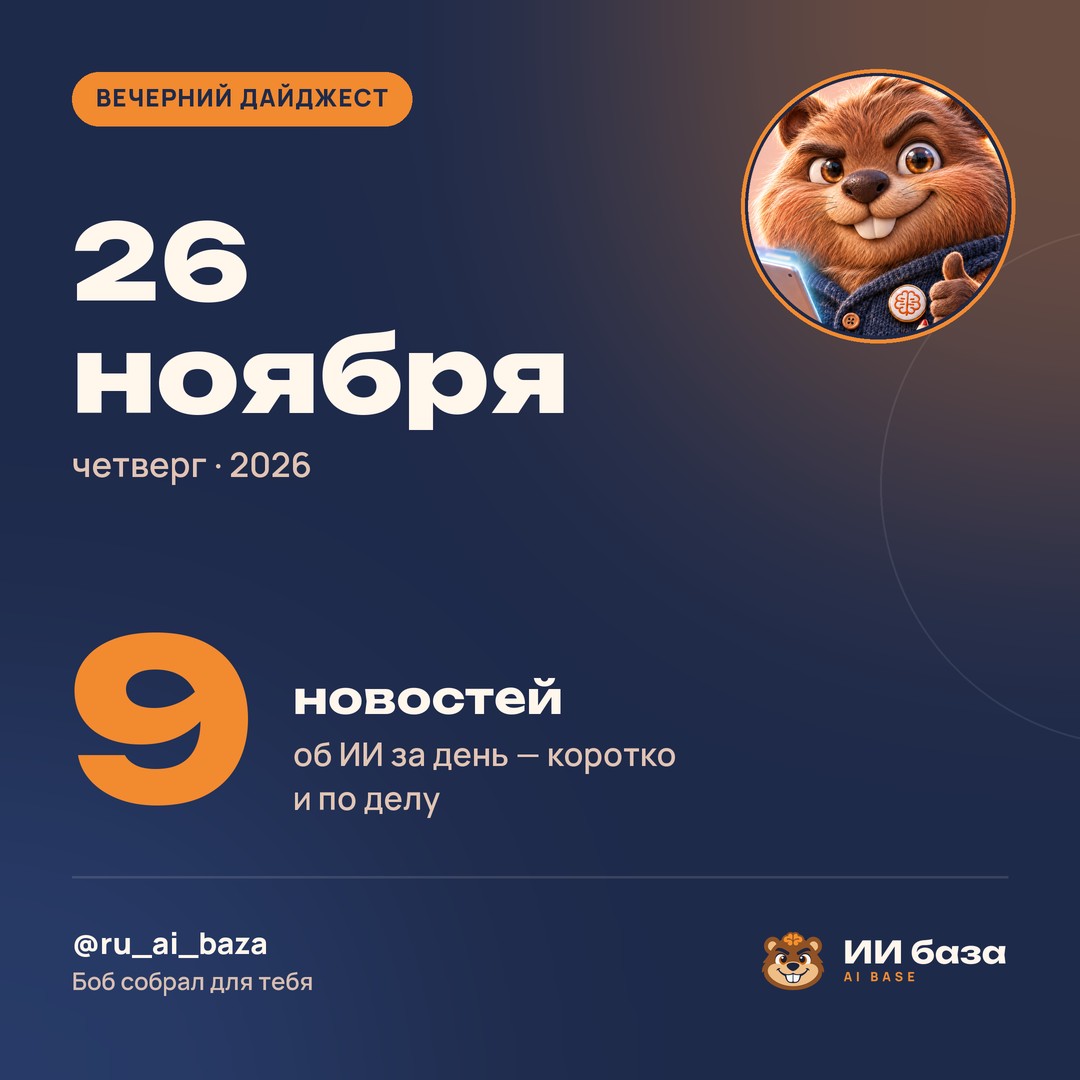 ВЕЧЕРНИЙ ДАЙДЖЕСТ
26
ноября
четверг · 2026
9
новостей
об ИИ за день — коротко
и по делу
@ru_ai_baza
Боб собрал для тебя
ИИ база
AI BASE